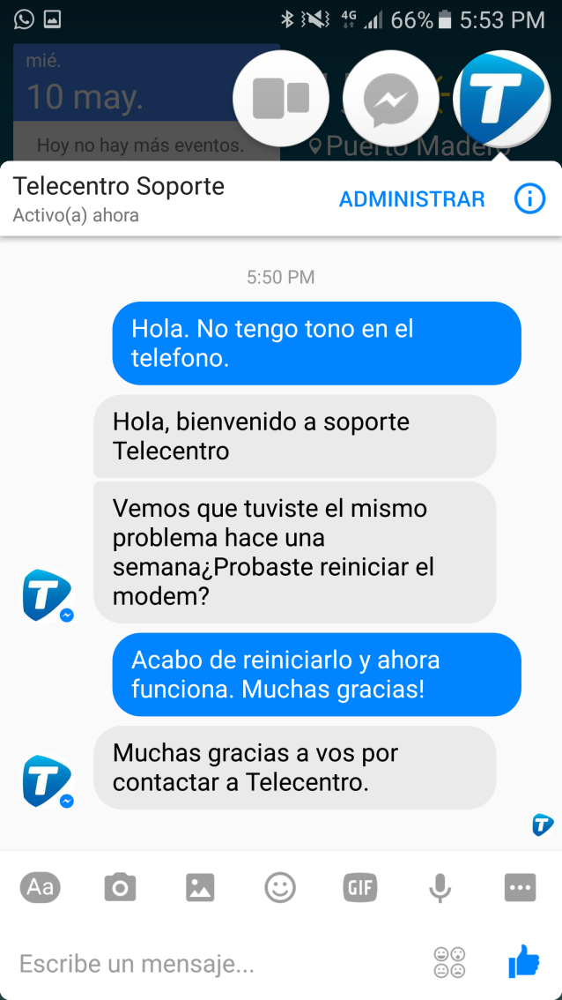 4G 66% 5:53 PM
mié.
10 may.
Hoy no hay más eventos.
Puerto Madero
T
Telecentro Soporte
ADMINISTRAR
Activo(a) ahora
5:50 PM
Hola. No tengo tono en el
telefono.
Hola, bienvenido a soporte
Telecentro
Vemos que tuviste el mismo
problema hace una
semana¿Probaste reiniciar el
modem?
T
Acabo de reiniciarlo y ahora
funciona. Muchas gracias!
Muchas gracias a vos por
contactar a Telecentro.
T
T
Aa GIF
Escribe un mensaje...